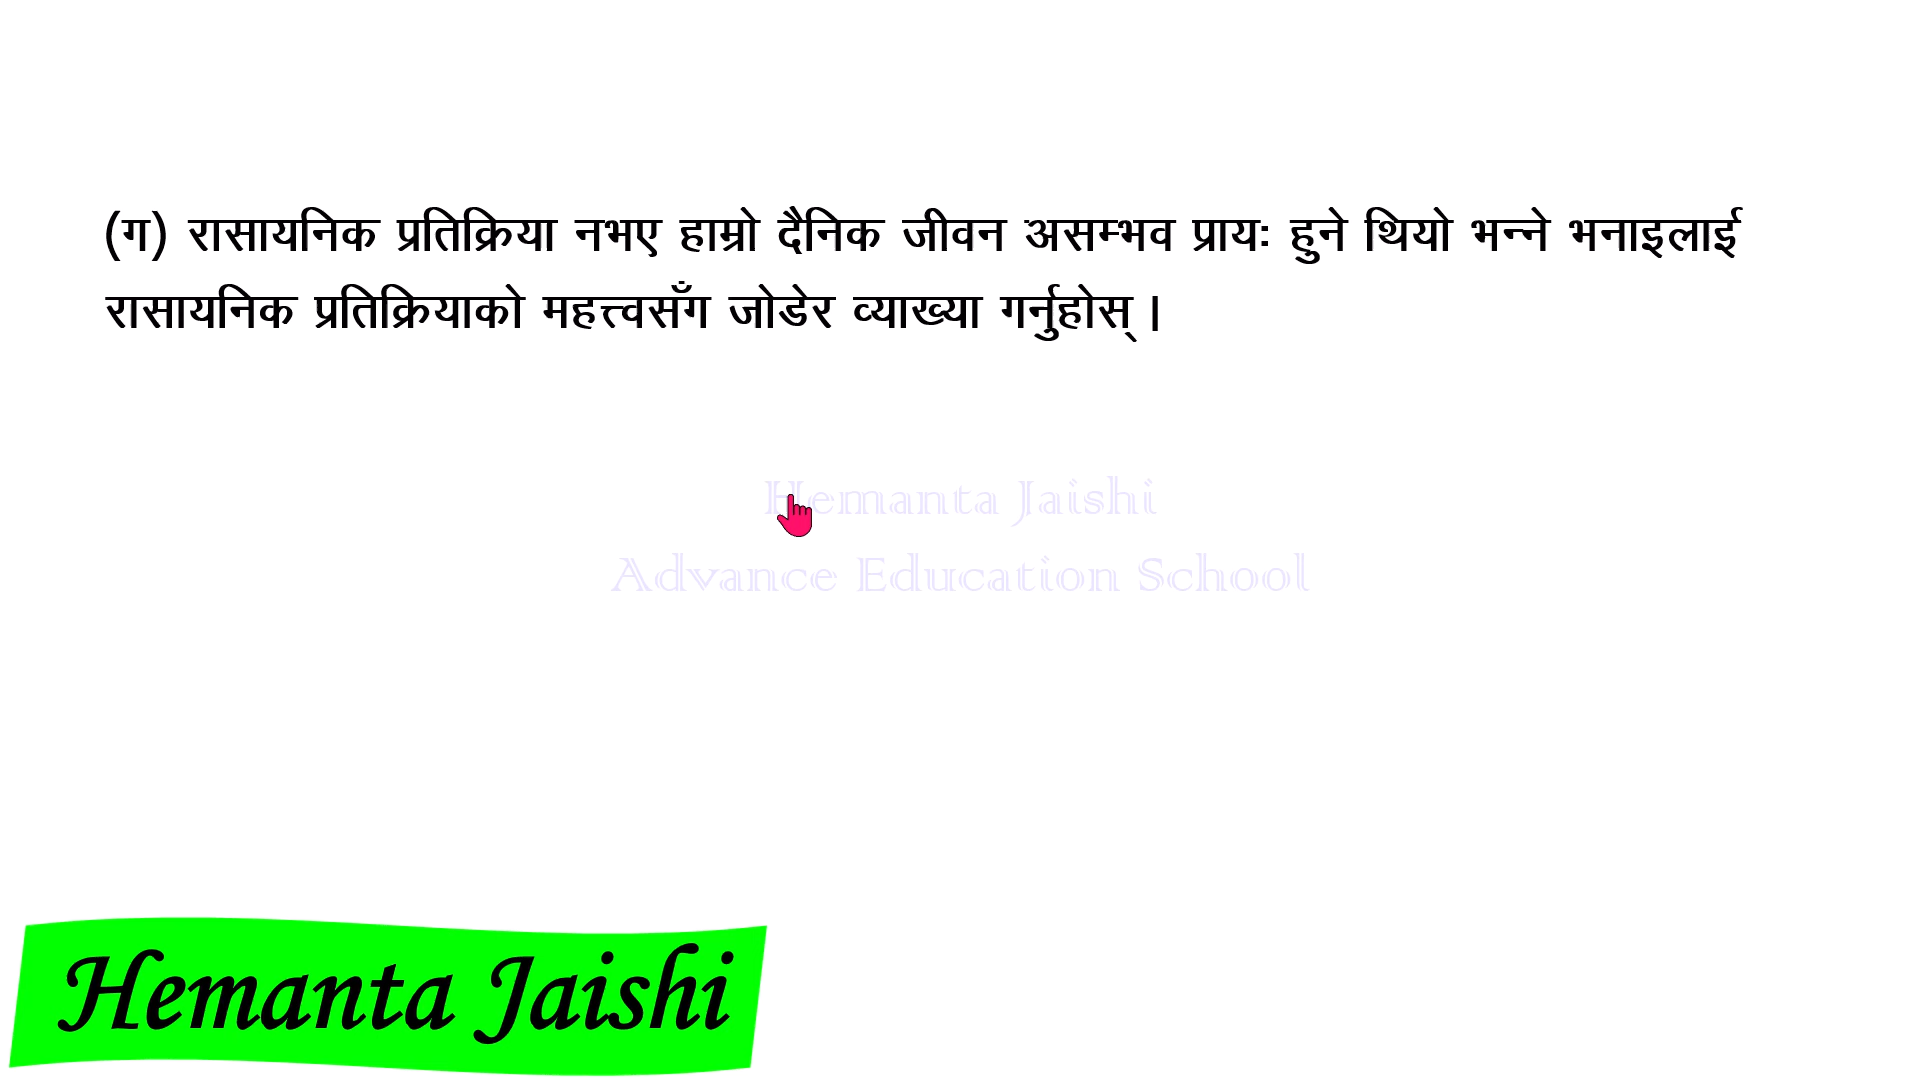 (ग) रासायनिक प्रतिक्रिया नभए हाम्रो दैनिक जीवन असम्भव प्रायः हुने थियो भन्ने भनाइलाई
रासायनिक प्रतिक्रियाको महत्त्वसँग जोडेर व्याख्या गर्नुहोस् ।
Hemanta Jaishi
Advance Education School
Hemanta Jaishi